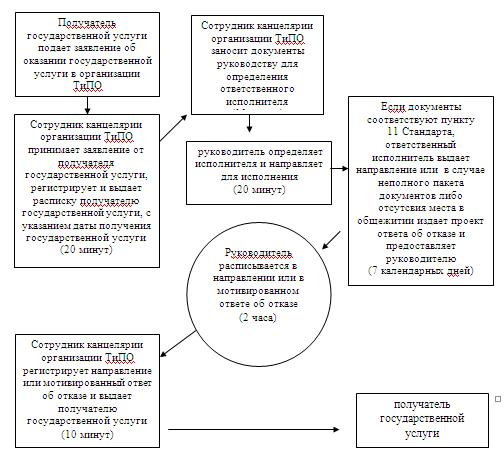 Получатель
государственной услуги
подает заявление об
оказании государственной
услуги в организации
ТиПО
Сотрудник канцелярии
организации ТиПО
принимает заявление от
получателя
государственной услуги,
регистрирует и выдает
расписку получателю
государственной услуги, с
указанием даты получения
государственной услуги
(20 минут)
Сотрудник канцелярии
организации ТиПО
заносит документы
руководству для
определения
ответственного
исполнителя
руководитель определяет
исполнителя и направляет
для исполнения
(20 минут)
Если документы
соответствуют пункту
11 Стандарта,
ответственный
исполнитель выдает
направление или в случае
неполного пакета
документов либо
отсутсвия места в
общежитии издает проект
ответа об отказе и
предоставляет
руководителю
(7 календарных дней)
Руководитель
расписывается в
направлении или в
мотивированном
ответе об отказе
(2 часа)
Сотрудник канцелярии
организации ТиПО
регистрирует направление
или мотивированный ответ
об отказе и выдает
получателю
государственной услуги
(10 минут)
получатель
государственной
услуги